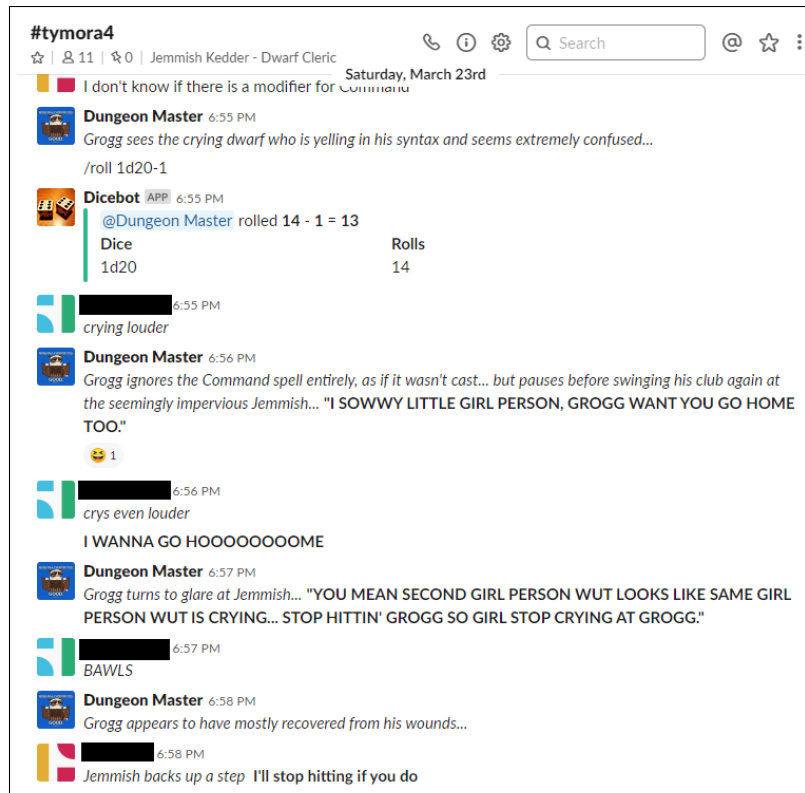 #tymora4
11 | 0 | Jemmish Kedder - Dwarf Cleric
Search
Saturday, March 23rd
I don't know if there is a modifier for Command
Dungeon Master 6:55 PM
Grogg sees the crying dwarf who is yelling in his syntax and seems extremely confused...
/roll 1d20-1
Dicebot APP 6:55 PM
@Dungeon Master rolled 14 - 1 = 13
Dice Rolls
1d20 14
6:55 PM
crying louder
Dungeon Master 6:56 PM
Grogg ignores the Command spell entirely, as if it wasn't cast... but pauses before swinging his club again at
the seemingly impervious Jemmish... "I SOWWY LITTLE GIRL PERSON, GROGG WANT YOU GO HOME
TOO."
1
6:56 PM
crys even louder
I WANNA GO HOOOOOOOOME
Dungeon Master 6:57 PM
Grogg turns to glare at Jemmish... "YOU MEAN SECOND GIRL PERSON WUT LOOKS LIKE SAME GIRL
PERSON WUT IS CRYING... STOP HITTIN' GROGG SO GIRL STOP CRYING AT GROGG."
6:57 PM
BAWLS
Dungeon Master 6:58 PM
Grogg appears to have mostly recovered from his wounds...
6:58 PM
Jemmish backs up a step I'll stop hitting if you do